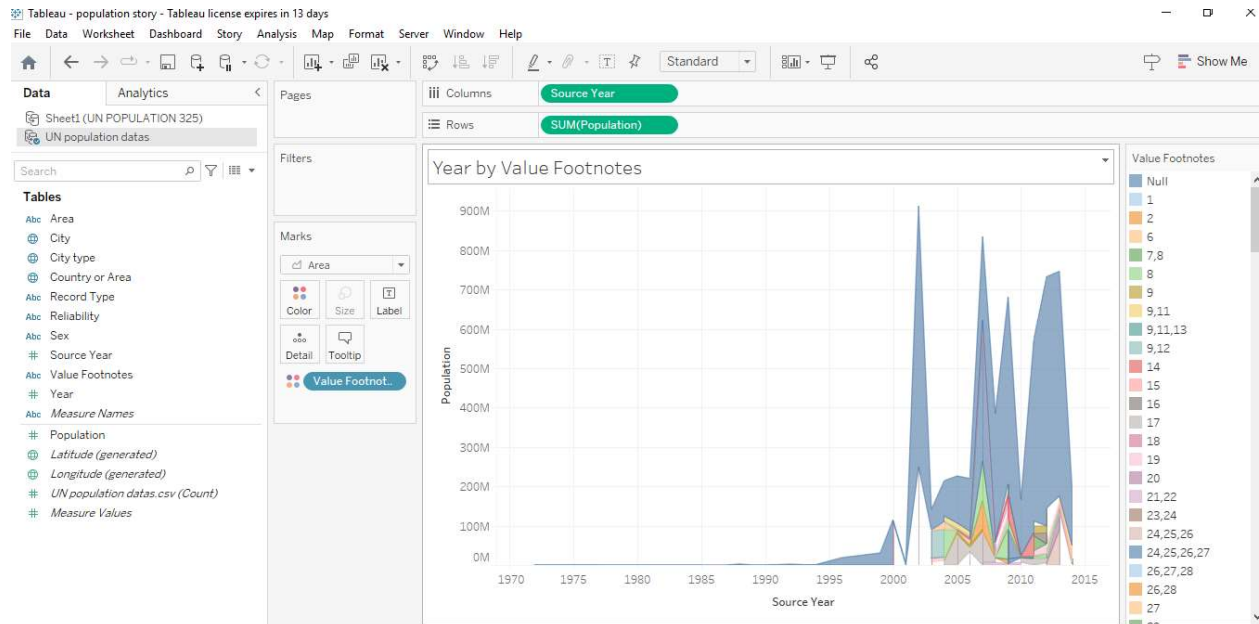 Tableau - population story - Tableau license expires in 13 days
File Data Worksheet Dashboard Story Analysis Map Format Server Window Help
Standard
Show Me
Data Analytics
Sheet1 (UN POPULATION 325)
UN population datas
Search
Tables
Abc Area
City
City type
Country or Area
Abc Record Type
Abc Reliability
Abc Sex
# Source Year
Abc Value Footnotes
# Year
Abc Measure Names
# Population
Latitude (generated)
Longitude (generated)
# UN population datas.csv (Count)
# Measure Values
Pages
Filters
Marks
Area
Color Size Label
Detail Tooltip
Value Footnot..
Columns Source Year
Rows SUM(Population)
Year by Value Footnotes
900M
800M
700M
600M
500M
400M
300M
200M
100M
0M
Population
1970 1975 1980 1985 1990 1995 2000 2005 2010 2015
Source Year
Value Footnotes
Null
1
2
6
7,8
8
9
9,11
9,11,13
9,12
14
15
16
17
18
19
20
21,22
23,24
24,25,26
24,25,26,27
26,27,28
26,28
27